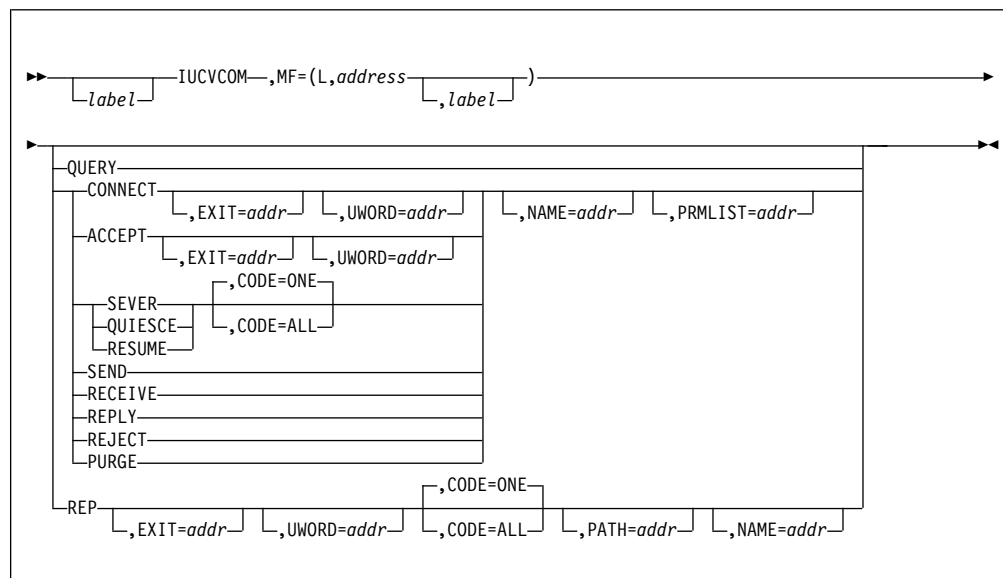 IUCVCOM ,MF=(L,address )
label ,label
QUERY
CONNECT
,EXIT=addr ,UWORD=addr ,NAME=addr ,PRMLIST=addr
ACCEPT
,EXIT=addr ,UWORD=addr
,CODE=ONE
SEVER
QUIESCE ,CODE=ALL
RESUME
SEND
RECEIVE
REPLY
REJECT
PURGE
,CODE=ONE
REP
,EXIT=addr ,UWORD=addr ,CODE=ALL ,PATH=addr ,NAME=addr